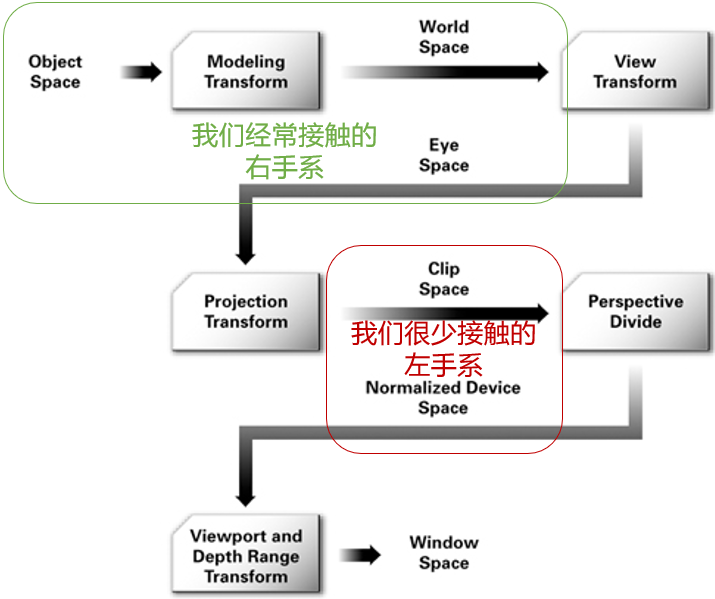 Object
Space
Modeling
Transform
World
Space
View
Transform
我们经常接触的
右手系
Eye
Space
Projection
Transform
Clip
Space
Perspective
Divide
我们很少接触的
左手系
Normalized Device
Space
Viewport and
Depth Range
Transform
Window
Space